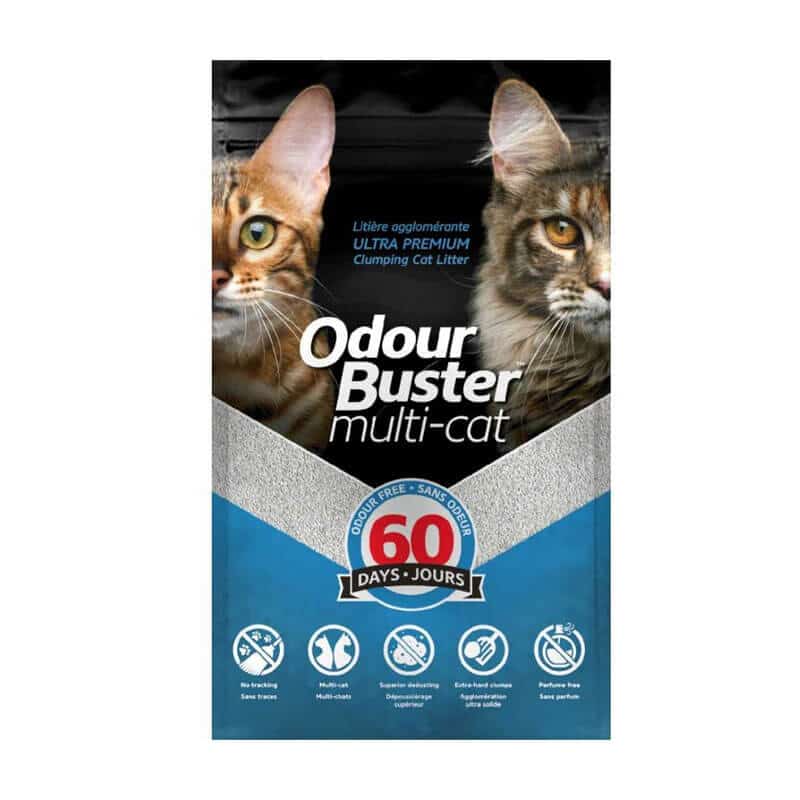 Litière agglomérante
ULTRA PREMIUM
Clumping Cat Litter
Odour
Buster™
multi-cat
ODOUR FREE • SANS ODEUR
60
DAYS • JOURS
No tracking
Sans traces
Multi-cat
Multi-chats
Superior dedusting
Dépoussiérage
supérieur
Extra-hard clumps
Agglomération
ultra solide
Perfume free
Sans parfum